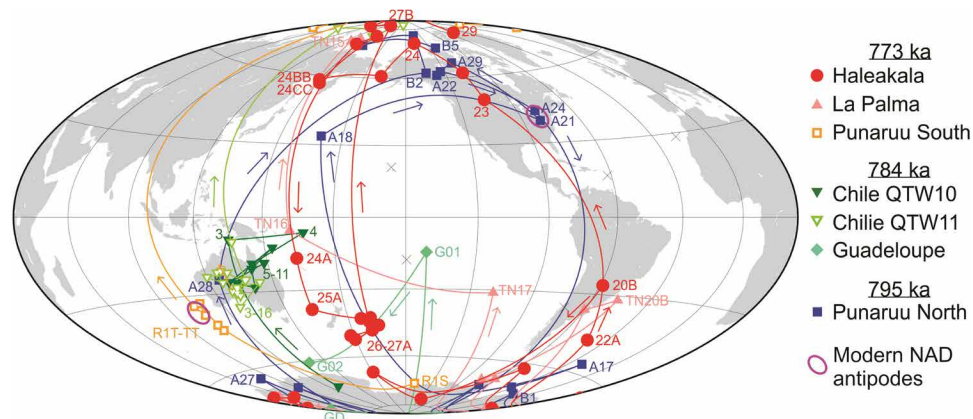 27B
29
TN15
24
B5
24BB
24CC
B2
A29
A22
23
A24
A21
A18
TN16
3
4
24A
G01
5-11
A28
3-16
TN17
20B
TN20B
25A
R1T-TT
26-27A
22A
G02
A27
R1S
A17
B1
GD
773 ka
Haleakala
La Palma
Punaruu South
784 ka
Chile QTW10
Chilie QTW11
Guadeloupe
795 ka
Punaruu North
Modern NAD
antipodes